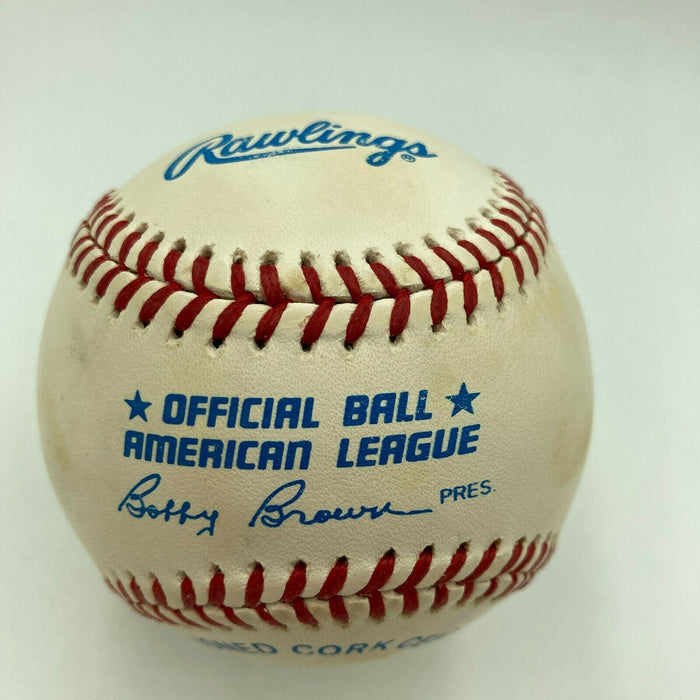 Rawlings®
★ OFFICIAL BALL ★
AMERICAN LEAGUE
Bobby Brown PRES.
CORK